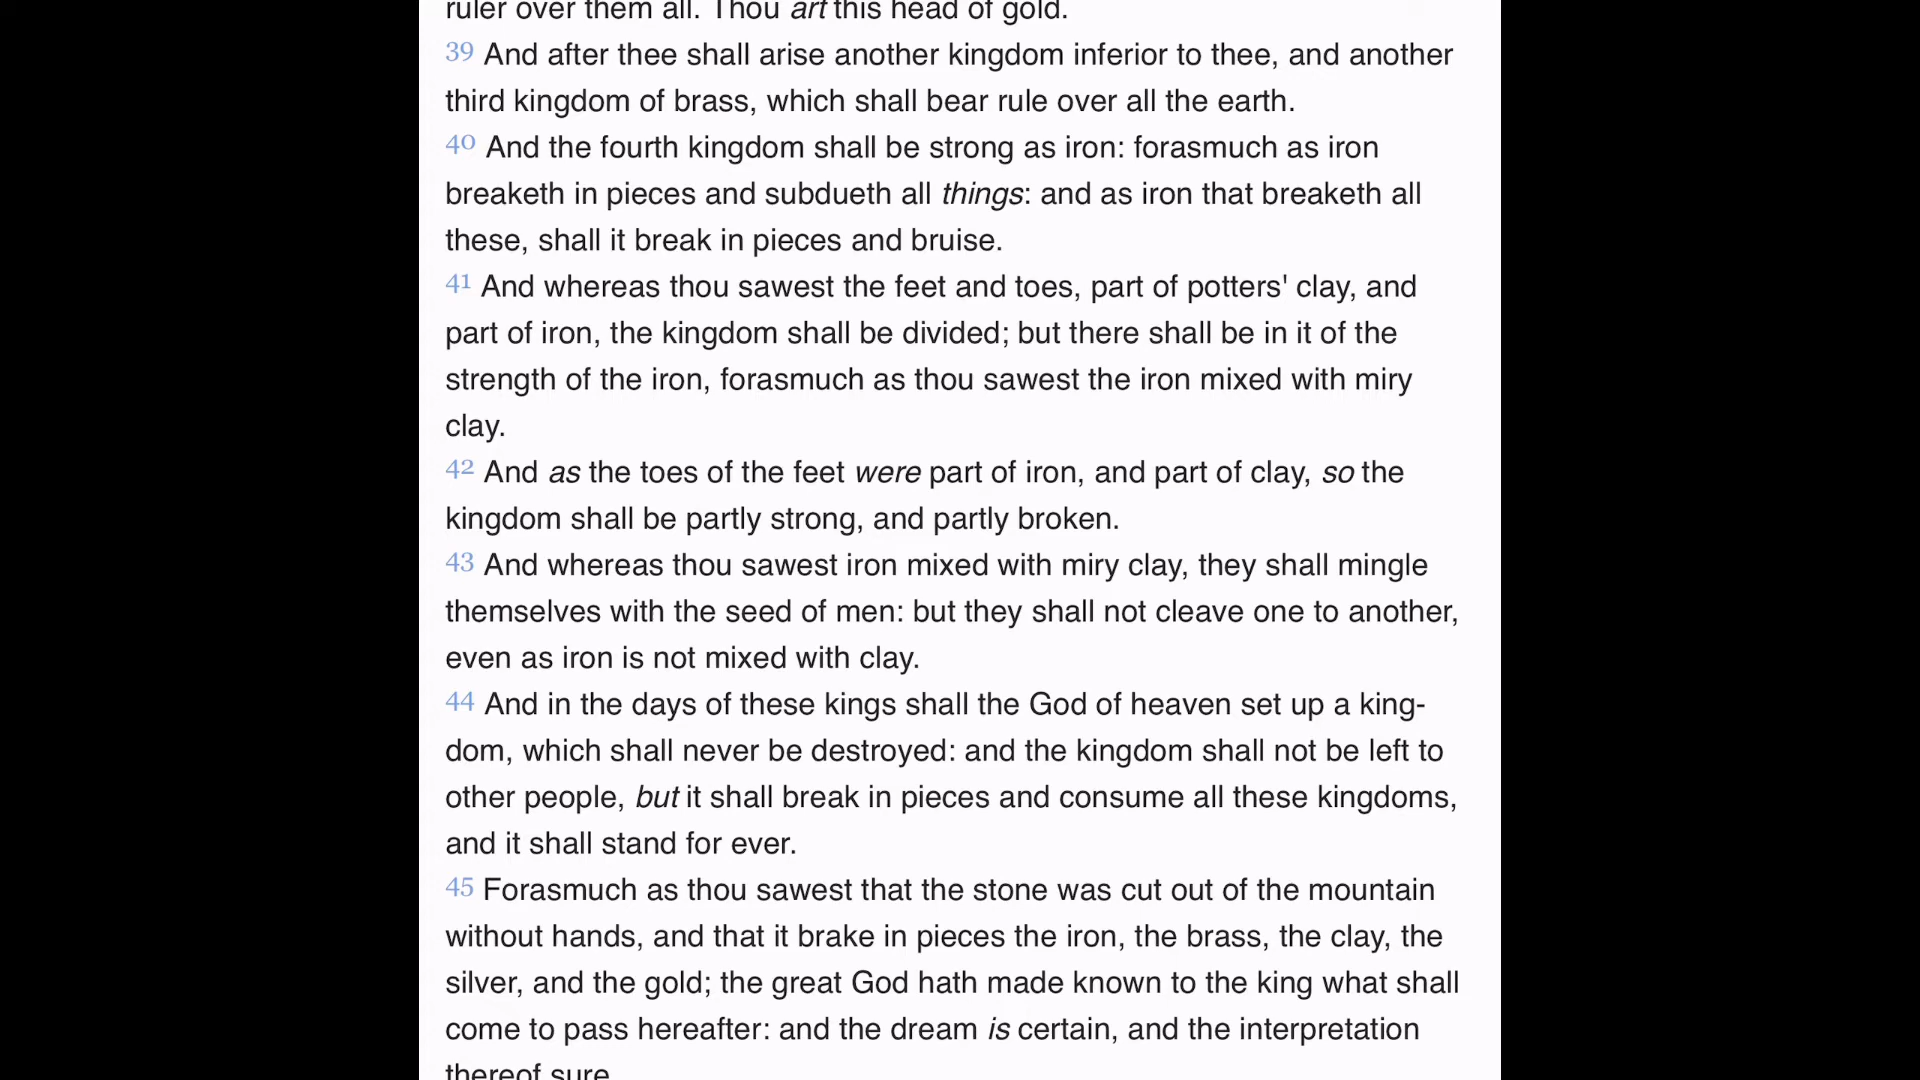 ruler over them all. Thou art this head of gold.
39 And after thee shall arise another kingdom inferior to thee, and another
third kingdom of brass, which shall bear rule over all the earth.
40 And the fourth kingdom shall be strong as iron: forasmuch as iron
breaketh in pieces and subdueth all things: and as iron that breaketh all
these, shall it break in pieces and bruise.
41 And whereas thou sawest the feet and toes, part of potters' clay, and
part of iron, the kingdom shall be divided; but there shall be in it of the
strength of the iron, forasmuch as thou sawest the iron mixed with miry
clay.
42 And as the toes of the feet were part of iron, and part of clay, so the
kingdom shall be partly strong, and partly broken.
43 And whereas thou sawest iron mixed with miry clay, they shall mingle
themselves with the seed of men: but they shall not cleave one to another,
even as iron is not mixed with clay.
44 And in the days of these kings shall the God of heaven set up a king-
dom, which shall never be destroyed: and the kingdom shall not be left to
other people, but it shall break in pieces and consume all these kingdoms,
and it shall stand for ever.
45 Forasmuch as thou sawest that the stone was cut out of the mountain
without hands, and that it brake in pieces the iron, the brass, the clay, the
silver, and the gold; the great God hath made known to the king what shall
come to pass hereafter: and the dream is certain, and the interpretation
thereof sure.